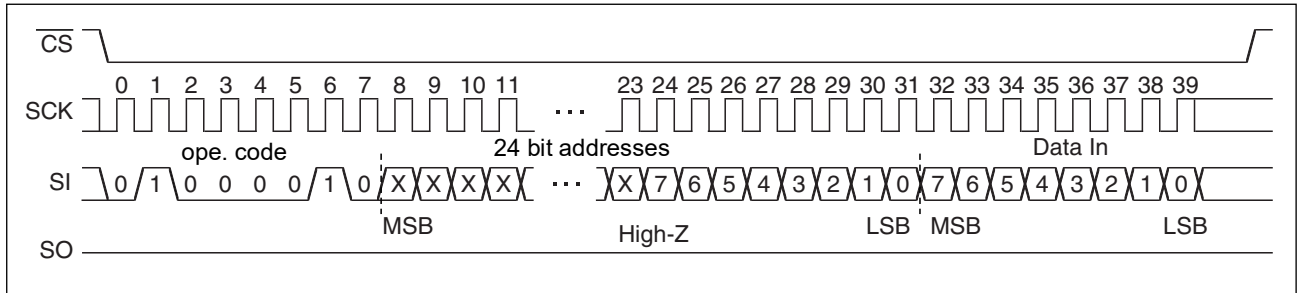 CS
0 1 2 3 4 5 6 7 8 9 10 11 23 24 25 26 27 28 29 30 31 32 33 34 35 36 37 38 39
SCK ···
ope. code 24 bit addresses Data In
SI 0 1 0 0 0 0 1 0 X X X X ··· X 7 6 5 4 3 2 1 0 7 6 5 4 3 2 1 0
MSB High-Z LSB MSB LSB
SO